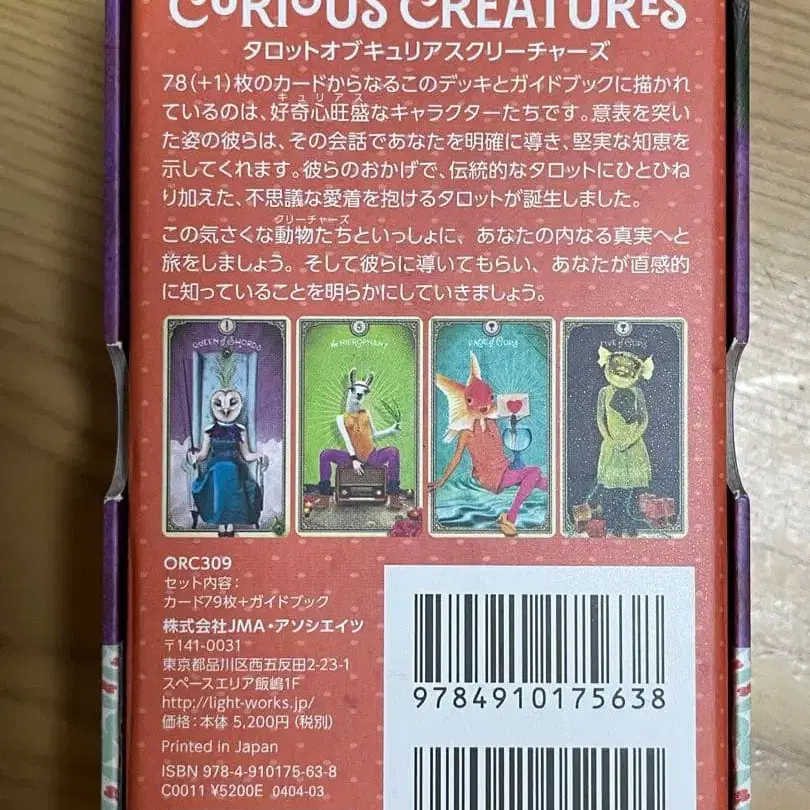 CURIOUS CREATURES
タロットオブキュリアスクリーチャーズ
78(+1)枚のカードからなるこのデッキとガイドブックに描かれ
キュリアス
ているのは、好奇心旺盛なキャラクターたちです。意表を突い
た姿の彼らは、その会話であなたを明確に導き、堅実な知恵を
示してくれます。彼らのおかげで、伝統的なタロットにひとひね
り加えた、不思議な愛着を抱けるタロットが誕生しました。
クリーチャーズ
この気さくな動物たちといっしょに、あなたの内なる真実へと
旅をしましょう。そして彼らに導いてもらい、あなたが直感的
に知っていることを明らかにしていきましょう。
QUEEN of SWORDS
5
the HIEROPHANT
PAGE of CUPS
FIVE of CUPS
ORC309
セット内容:
カード79枚+ガイドブック
株式会社JMA・アソシエイツ
〒141-0031
東京都品川区西五反田2-23-1
スペースエリア飯嶋1F
http://light-works.jp/
価格:本体 5,200円(税別)
Printed in Japan
ISBN 978-4-910175-63-8
C0011 ¥5200E 0404-03
9784910175638